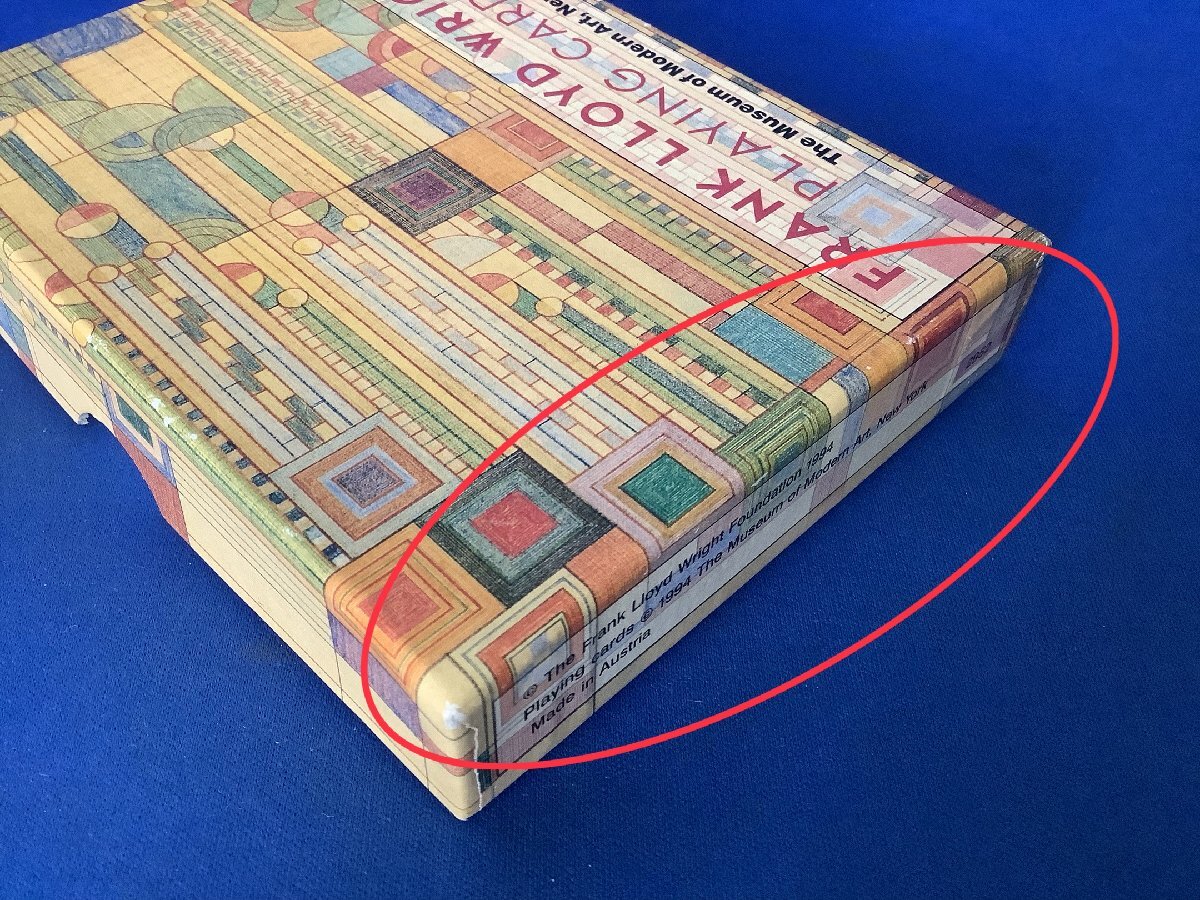 FRANK LLOYD WRIG
PLAYING CARD
The Museum of Modern Art, Ne
© The Frank Lloyd Wright Foundation 1994
Playing cards © 1994 The Museum of Modern Art, New York
Made in Austria